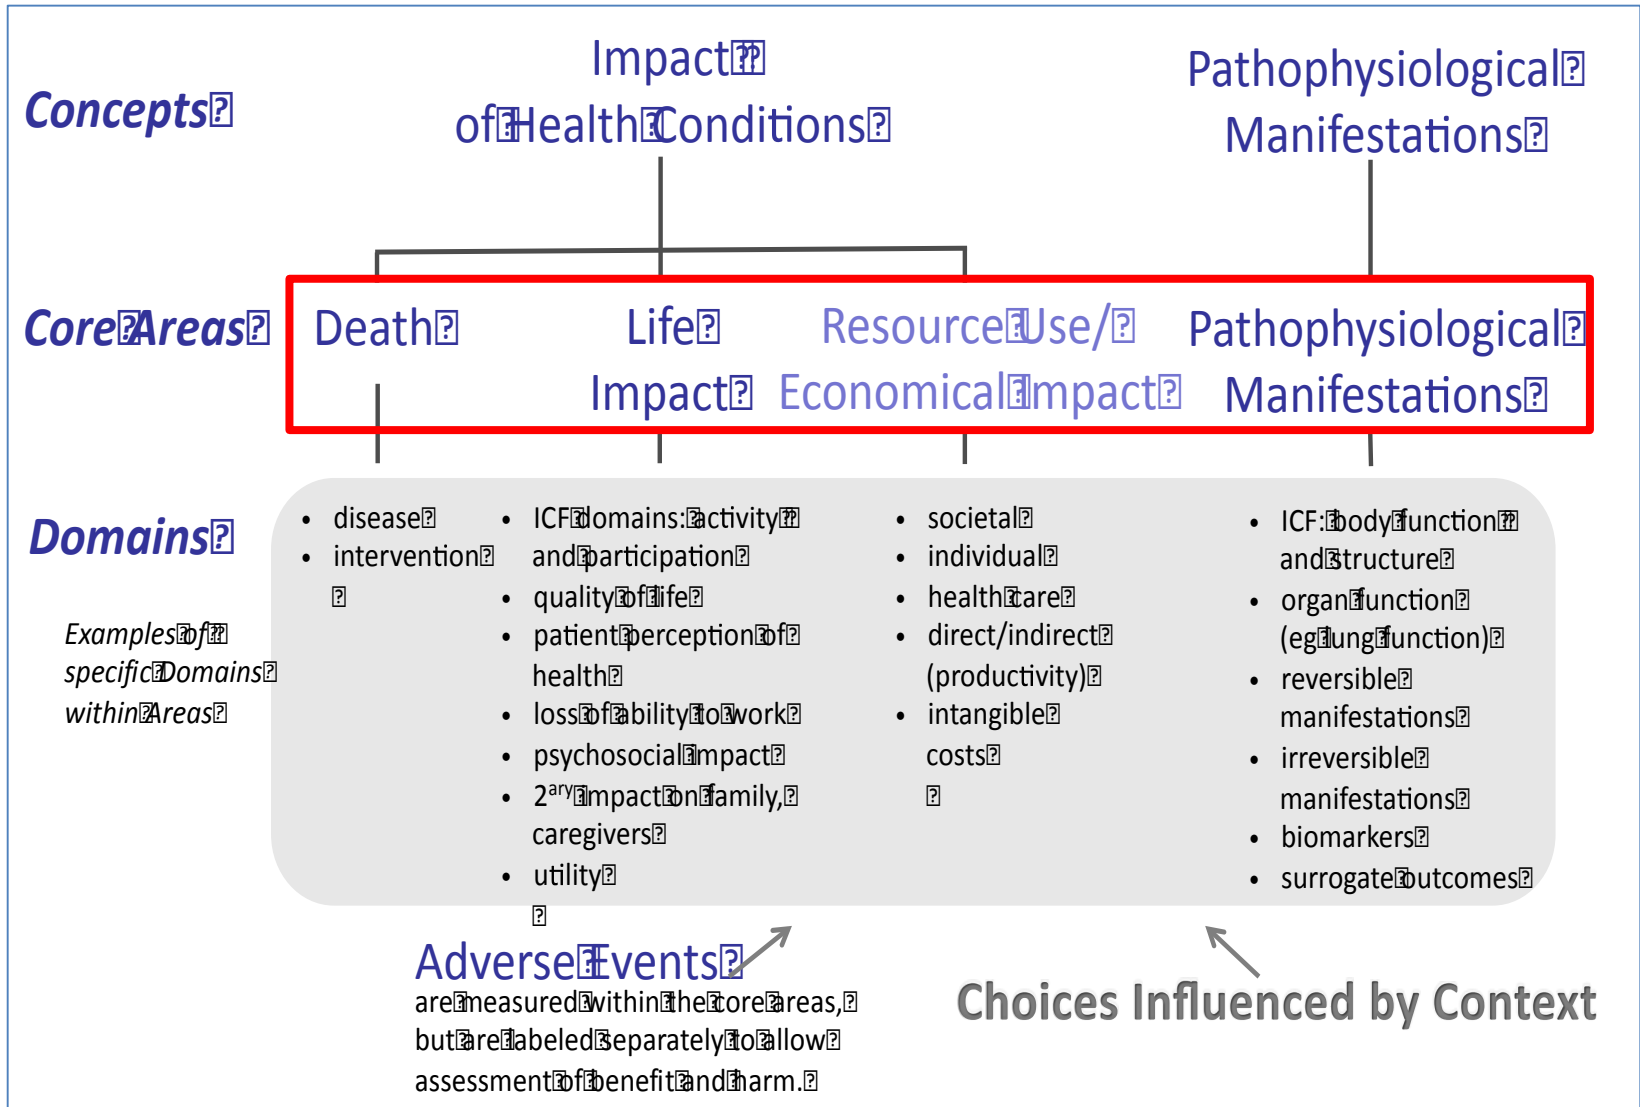 Concepts
Impact
of Health Conditions
Pathophysiological
Manifestations
Core Areas
Death
Life
Impact
Resource Use/
Economical Impact
Pathophysiological
Manifestations
Domains
Examples of
specific Domains
within Areas
• disease
• intervention
• ICF domains: activity
and participation
• quality of life
• patient perception of
health
• loss of ability to work
• psychosocial impact
• 2ary impact on family,
caregivers
• utility
• societal
• individual
• health care
• direct/indirect
(productivity)
• intangible
costs
• ICF: body function
and structure
• organ function
(eg lung function)
• reversible
manifestations
• irreversible
manifestations
• biomarkers
• surrogate outcomes
Adverse Events
are measured within the core areas,
but are labeled separately to allow
assessment of benefit and harm.
Choices Influenced by Context